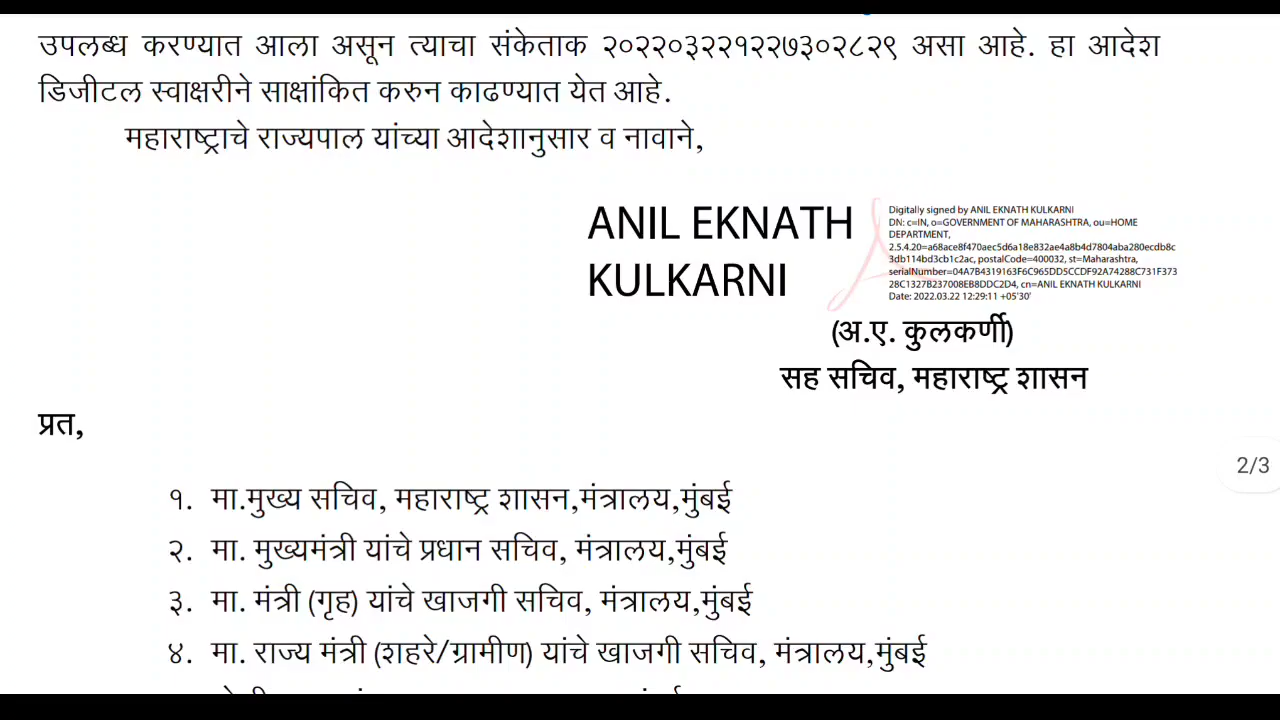 उपलब्ध करण्यात आला असून त्याचा संकेताक २०२२०३२२१२२७३०२८२९ असा आहे. हा आदेश
डिजीटल स्वाक्षरीने साक्षांकित करुन काढण्यात येत आहे.
महाराष्ट्राचे राज्यपाल यांच्या आदेशानुसार व नावाने,
ANIL EKNATH
KULKARNI
Digitally signed by ANIL EKNATH KULKARNI
DN: c=IN, o=GOVERNMENT OF MAHARASHTRA, ou=HOME
DEPARTMENT,
2.5.4.20=a68ace8f470aec5d6a18e832ae4a8b4d7804aba280ecdb8c
3db114bd3cb1c2ac, postalCode=400032, st=Maharashtra,
serialNumber=04A7B4319163F6C965DD5CCDF92A74288C731F373
28C1327B237008EB8DDC2D4, cn=ANIL EKNATH KULKARNI
Date: 2022.03.22 12:29:11 +05'30'
(अ.ए. कुलकर्णी)
सह सचिव, महाराष्ट्र शासन
प्रत,
2/3
१. मा.मुख्य सचिव, महाराष्ट्र शासन,मंत्रालय,मुंबई
२. मा. मुख्यमंत्री यांचे प्रधान सचिव, मंत्रालय,मुंबई
३. मा. मंत्री (गृह) यांचे खाजगी सचिव, मंत्रालय,मुंबई
४. मा. राज्य मंत्री (शहरे/ग्रामीण) यांचे खाजगी सचिव, मंत्रालय,मुंबई